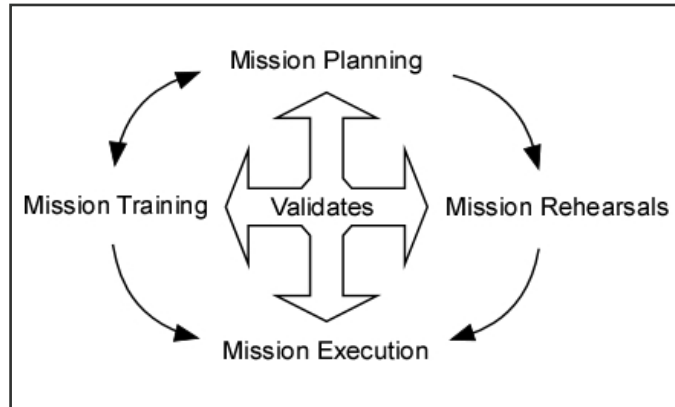 Mission Planning
Mission Training
Validates
Mission Rehearsals
Mission Execution